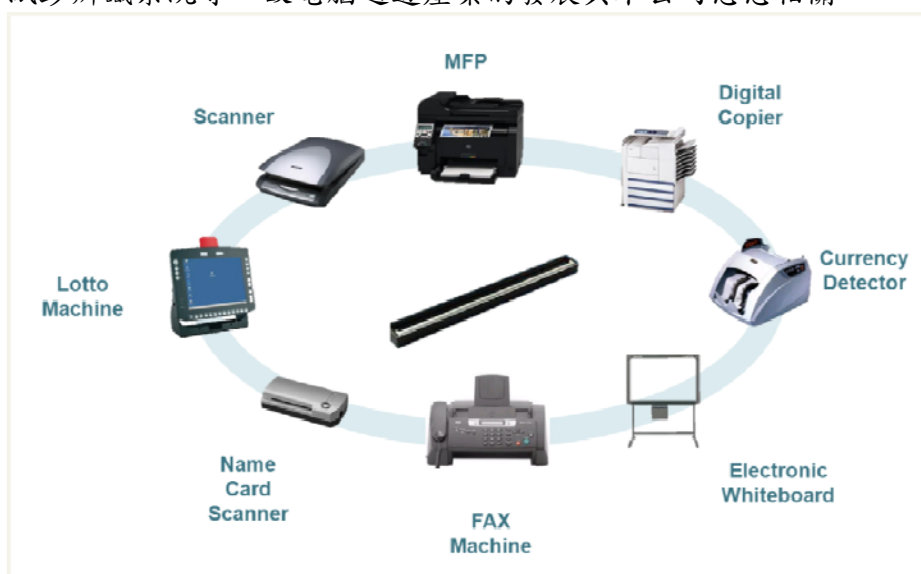 MFP
Digital
Copier
Scanner
Currency
Detector
Lotto
Machine
Electronic
Whiteboard
Name
Card
Scanner
FAX
Machine